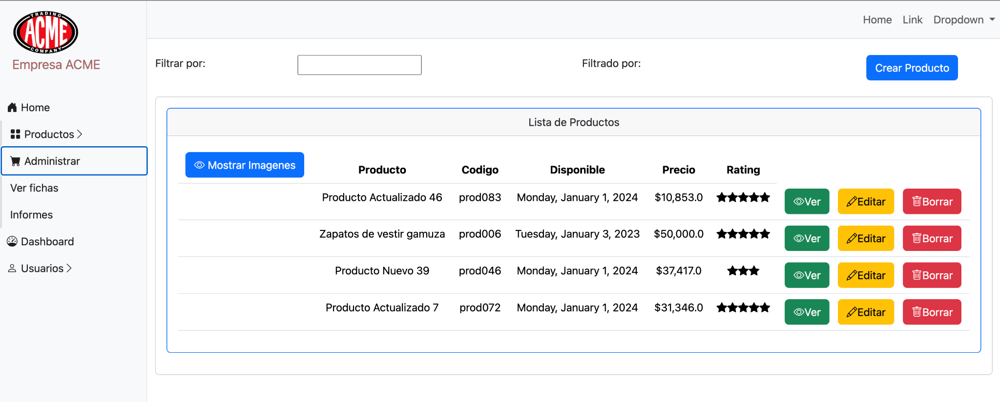 TRADING
ACME
COMPANY
Empresa ACME
Home
Productos
Administrar
Ver fichas
Informes
Dashboard
Usuarios
Home Link Dropdown
Filtrar por: Filtrado por: Crear Producto
Lista de Productos
Mostrar Imagenes Producto Codigo Disponible Precio Rating
Producto Actualizado 46 prod083 Monday, January 1, 2024 $10,853.0 Ver Editar Borrar
Zapatos de vestir gamuza prod006 Tuesday, January 3, 2023 $50,000.0 Ver Editar Borrar
Producto Nuevo 39 prod046 Monday, January 1, 2024 $37,417.0 Ver Editar Borrar
Producto Actualizado 7 prod072 Monday, January 1, 2024 $31,346.0 Ver Editar Borrar